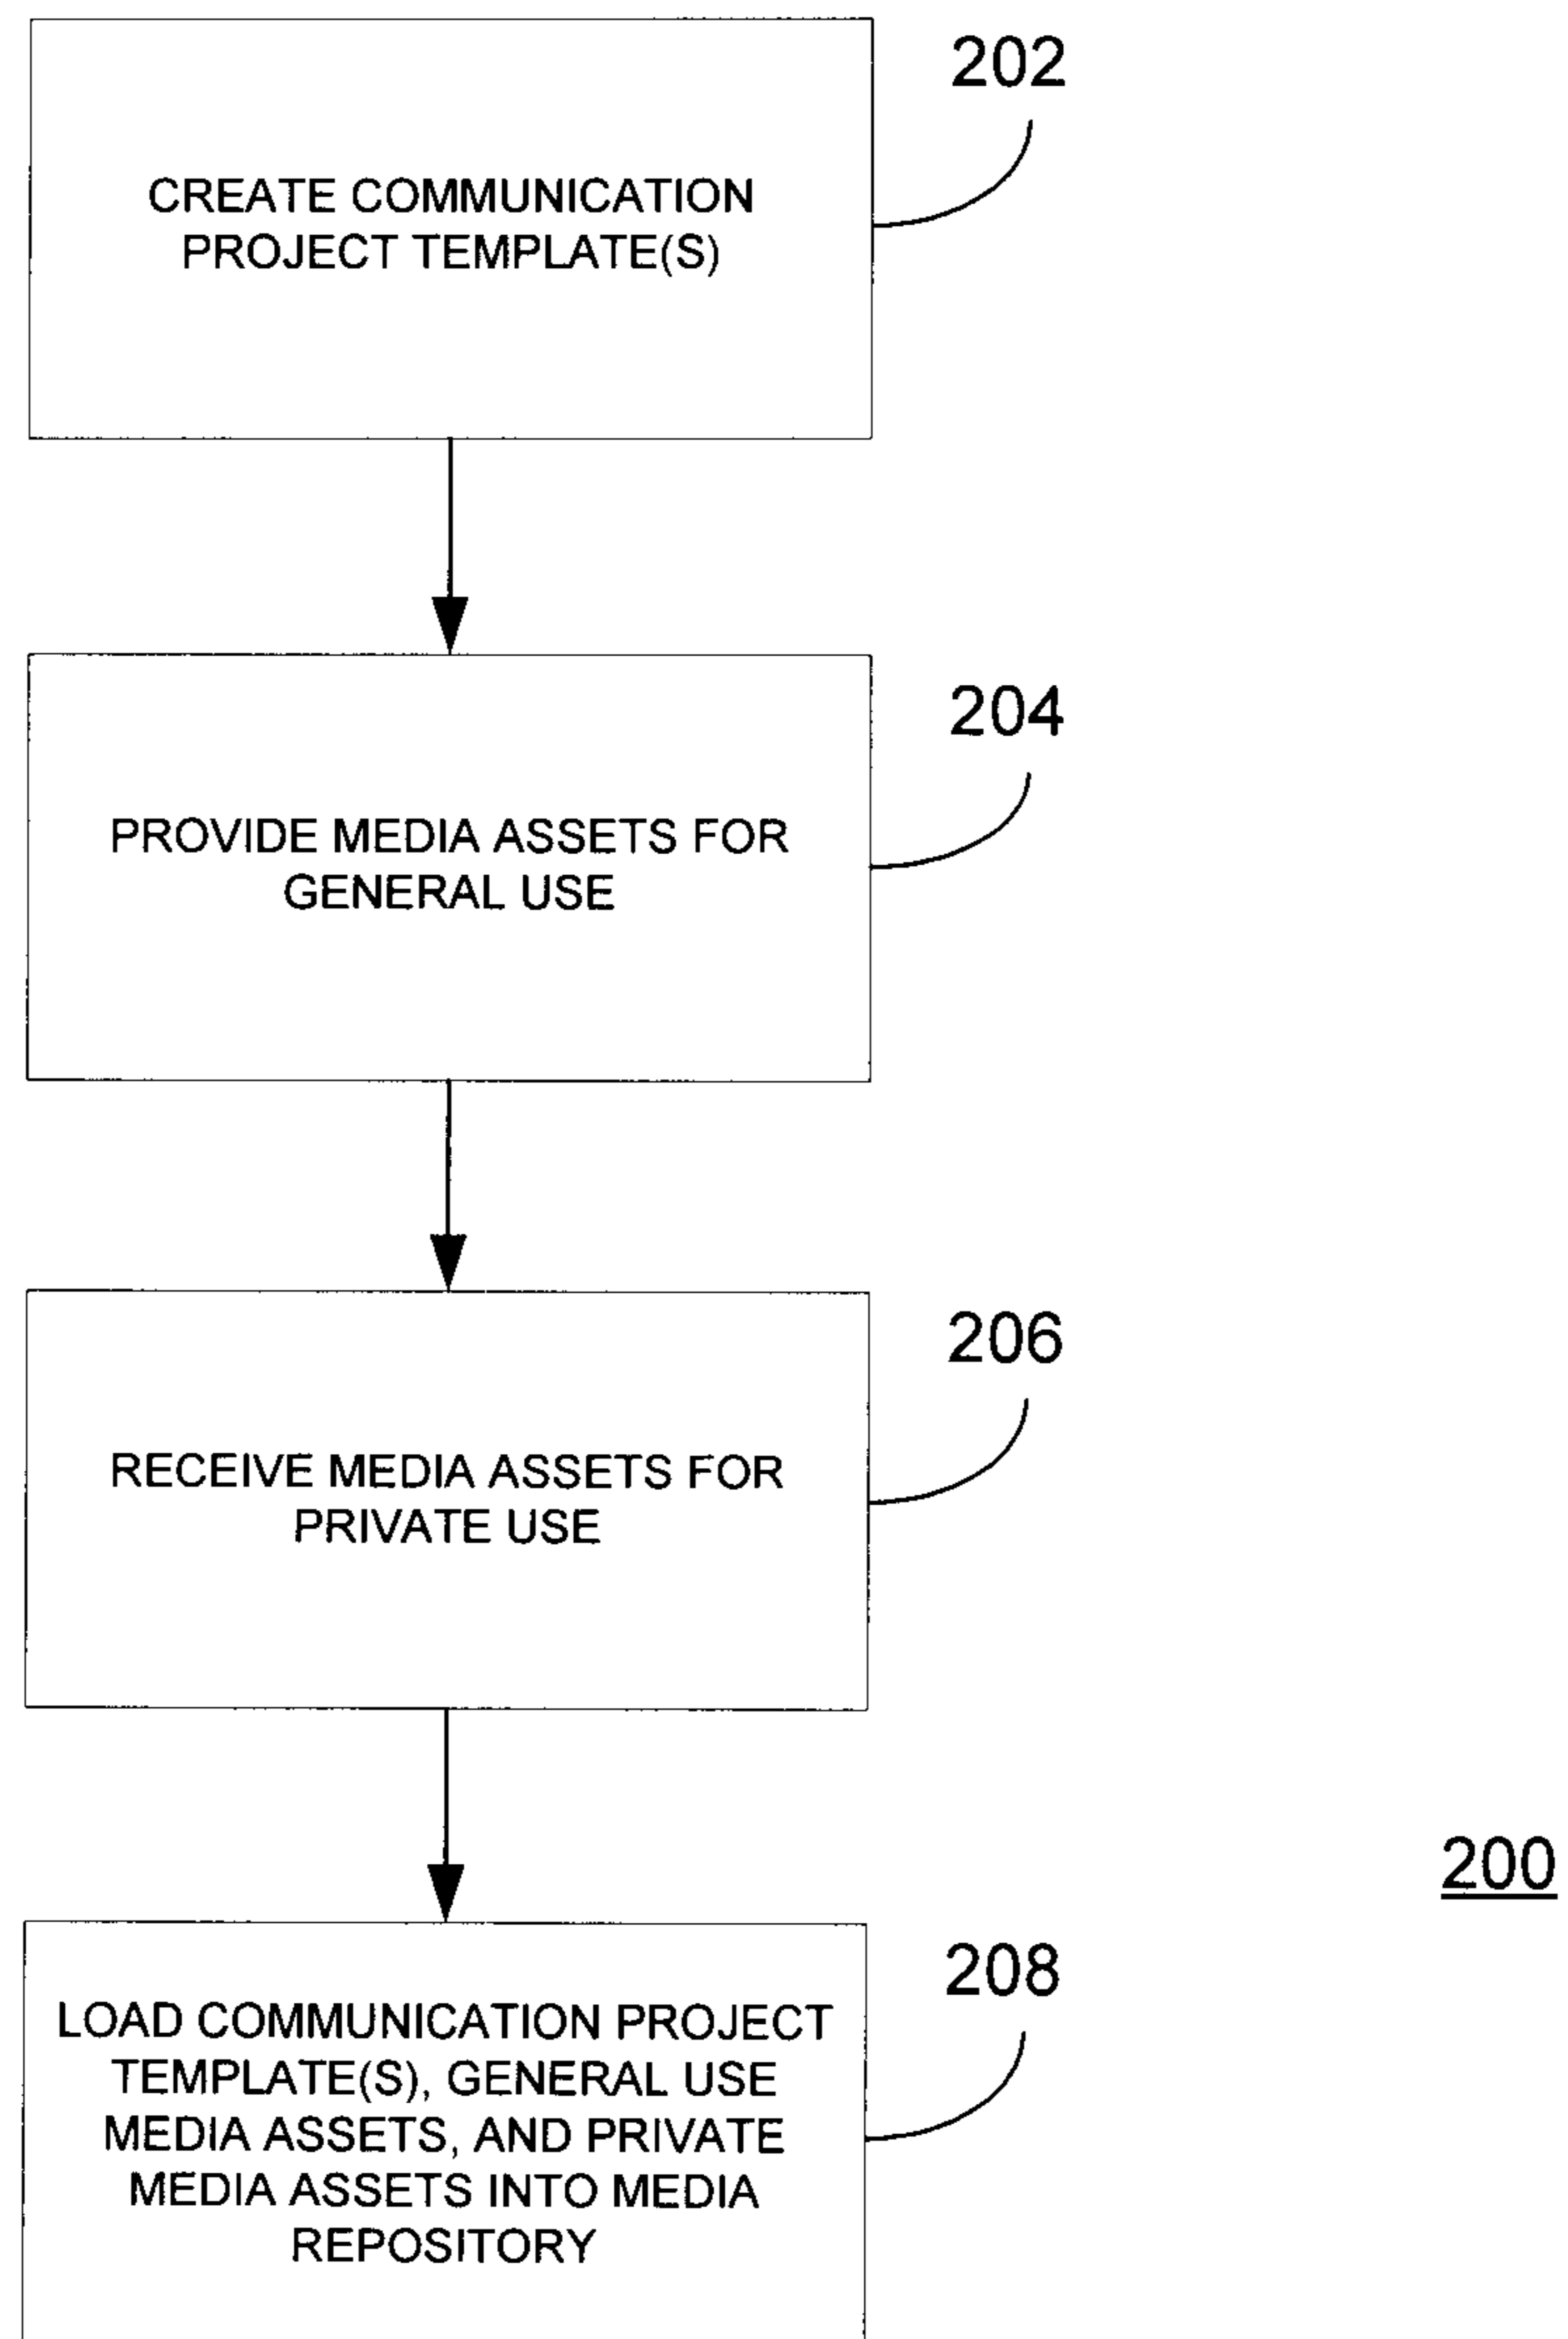 202
CREATE COMMUNICATION
PROJECT TEMPLATE(S)
204
PROVIDE MEDIA ASSETS FOR
GENERAL USE
206
RECEIVE MEDIA ASSETS FOR
PRIVATE USE
200
208
LOAD COMMUNICATION PROJECT
TEMPLATE(S), GENERAL USE
MEDIA ASSETS, AND PRIVATE
MEDIA ASSETS INTO MEDIA
REPOSITORY